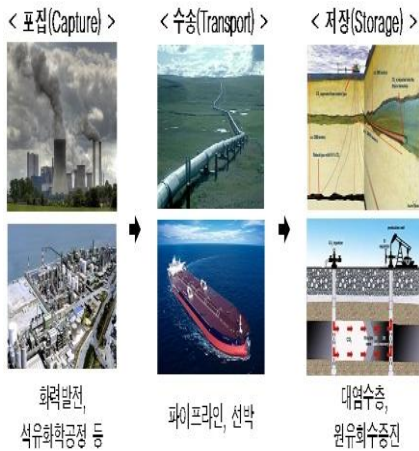 < 포집(Capture) >
< 수송(Transport) >
< 저장(Storage) >
화력발전,
석유화학공정 등
파이프라인, 선박
대염수층,
원유회수증진